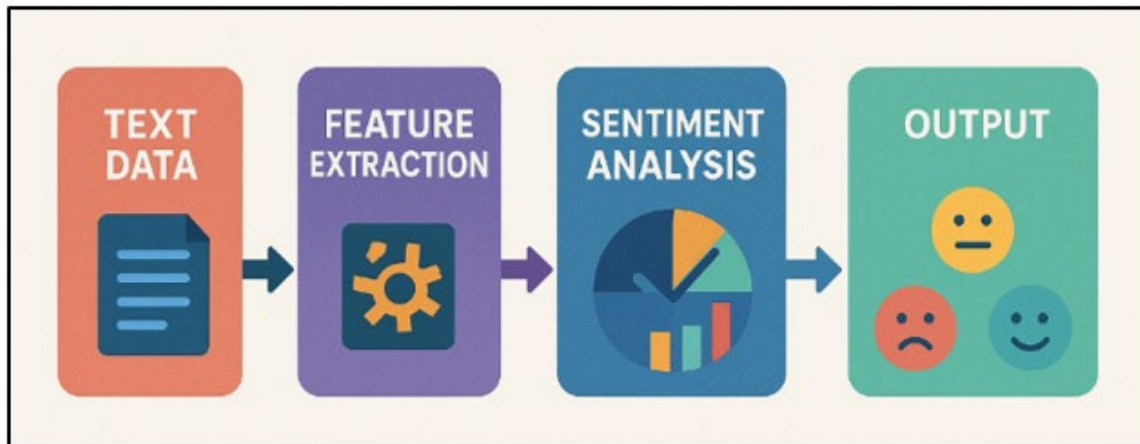 TEXT
DATA
FEATURE
EXTRACTION
SENTIMENT
ANALYSIS
OUTPUT